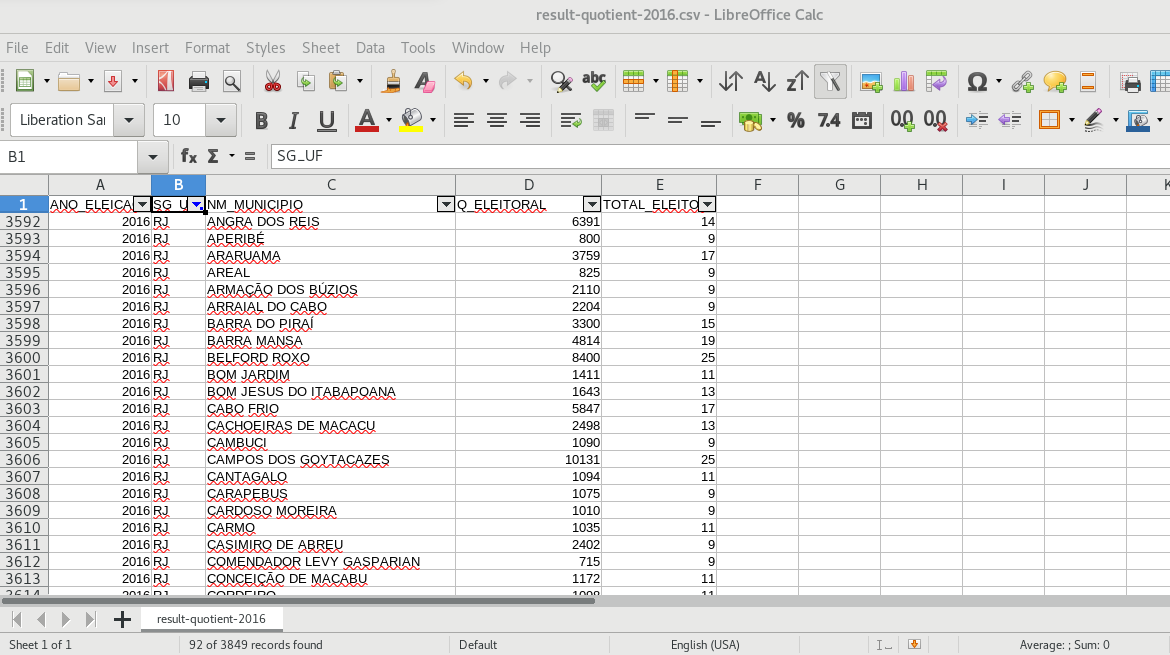 result-quotient-2016.csv - LibreOffice Calc
File Edit View Insert Format Styles Sheet Data Tools Window Help
Liberation Sar 10 7.4
B1 SG_UF
A B C D E F G H I J K
1 ANO_ELEICA SG_U NM_MUNICIPIO Q_ELEITORAL TOTAL_ELEITO
3592 2016 RJ ANGRA DOS REIS 6391 14
3593 2016 RJ APERIBÉ 800 9
3594 2016 RJ ARARUAMA 3759 17
3595 2016 RJ AREAL 825 9
3596 2016 RJ ARMAÇÃO DOS BÚZIOS 2110 9
3597 2016 RJ ARRAIAL DO CABO 2204 9
3598 2016 RJ BARRA DO PIRAÍ 3300 15
3599 2016 RJ BARRA MANSA 4814 19
3600 2016 RJ BELFORD ROXO 8400 25
3601 2016 RJ BOM JARDIM 1411 11
3602 2016 RJ BOM JESUS DO ITABAPOANA 1643 13
3603 2016 RJ CABO FRIO 5847 17
3604 2016 RJ CACHOEIRAS DE MACACU 2498 13
3605 2016 RJ CAMBUCI 1090 9
3606 2016 RJ CAMPOS DOS GOYTACAZES 10131 25
3607 2016 RJ CANTAGALO 1094 11
3608 2016 RJ CARAPEBUS 1075 9
3609 2016 RJ CARDOSO MOREIRA 1010 9
3610 2016 RJ CARMO 1035 11
3611 2016 RJ CASIMIRO DE ABREU 2402 9
3612 2016 RJ COMENDADOR LEVY GASPARIAN 715 9
3613 2016 RJ CONCEIÇÃO DE MACABU 1172 11
3614 2016 RJ CORDEIRO 1098 11
result-quotient-2016
Sheet 1 of 1 92 of 3849 records found Default English (USA) Average: ; Sum: 0